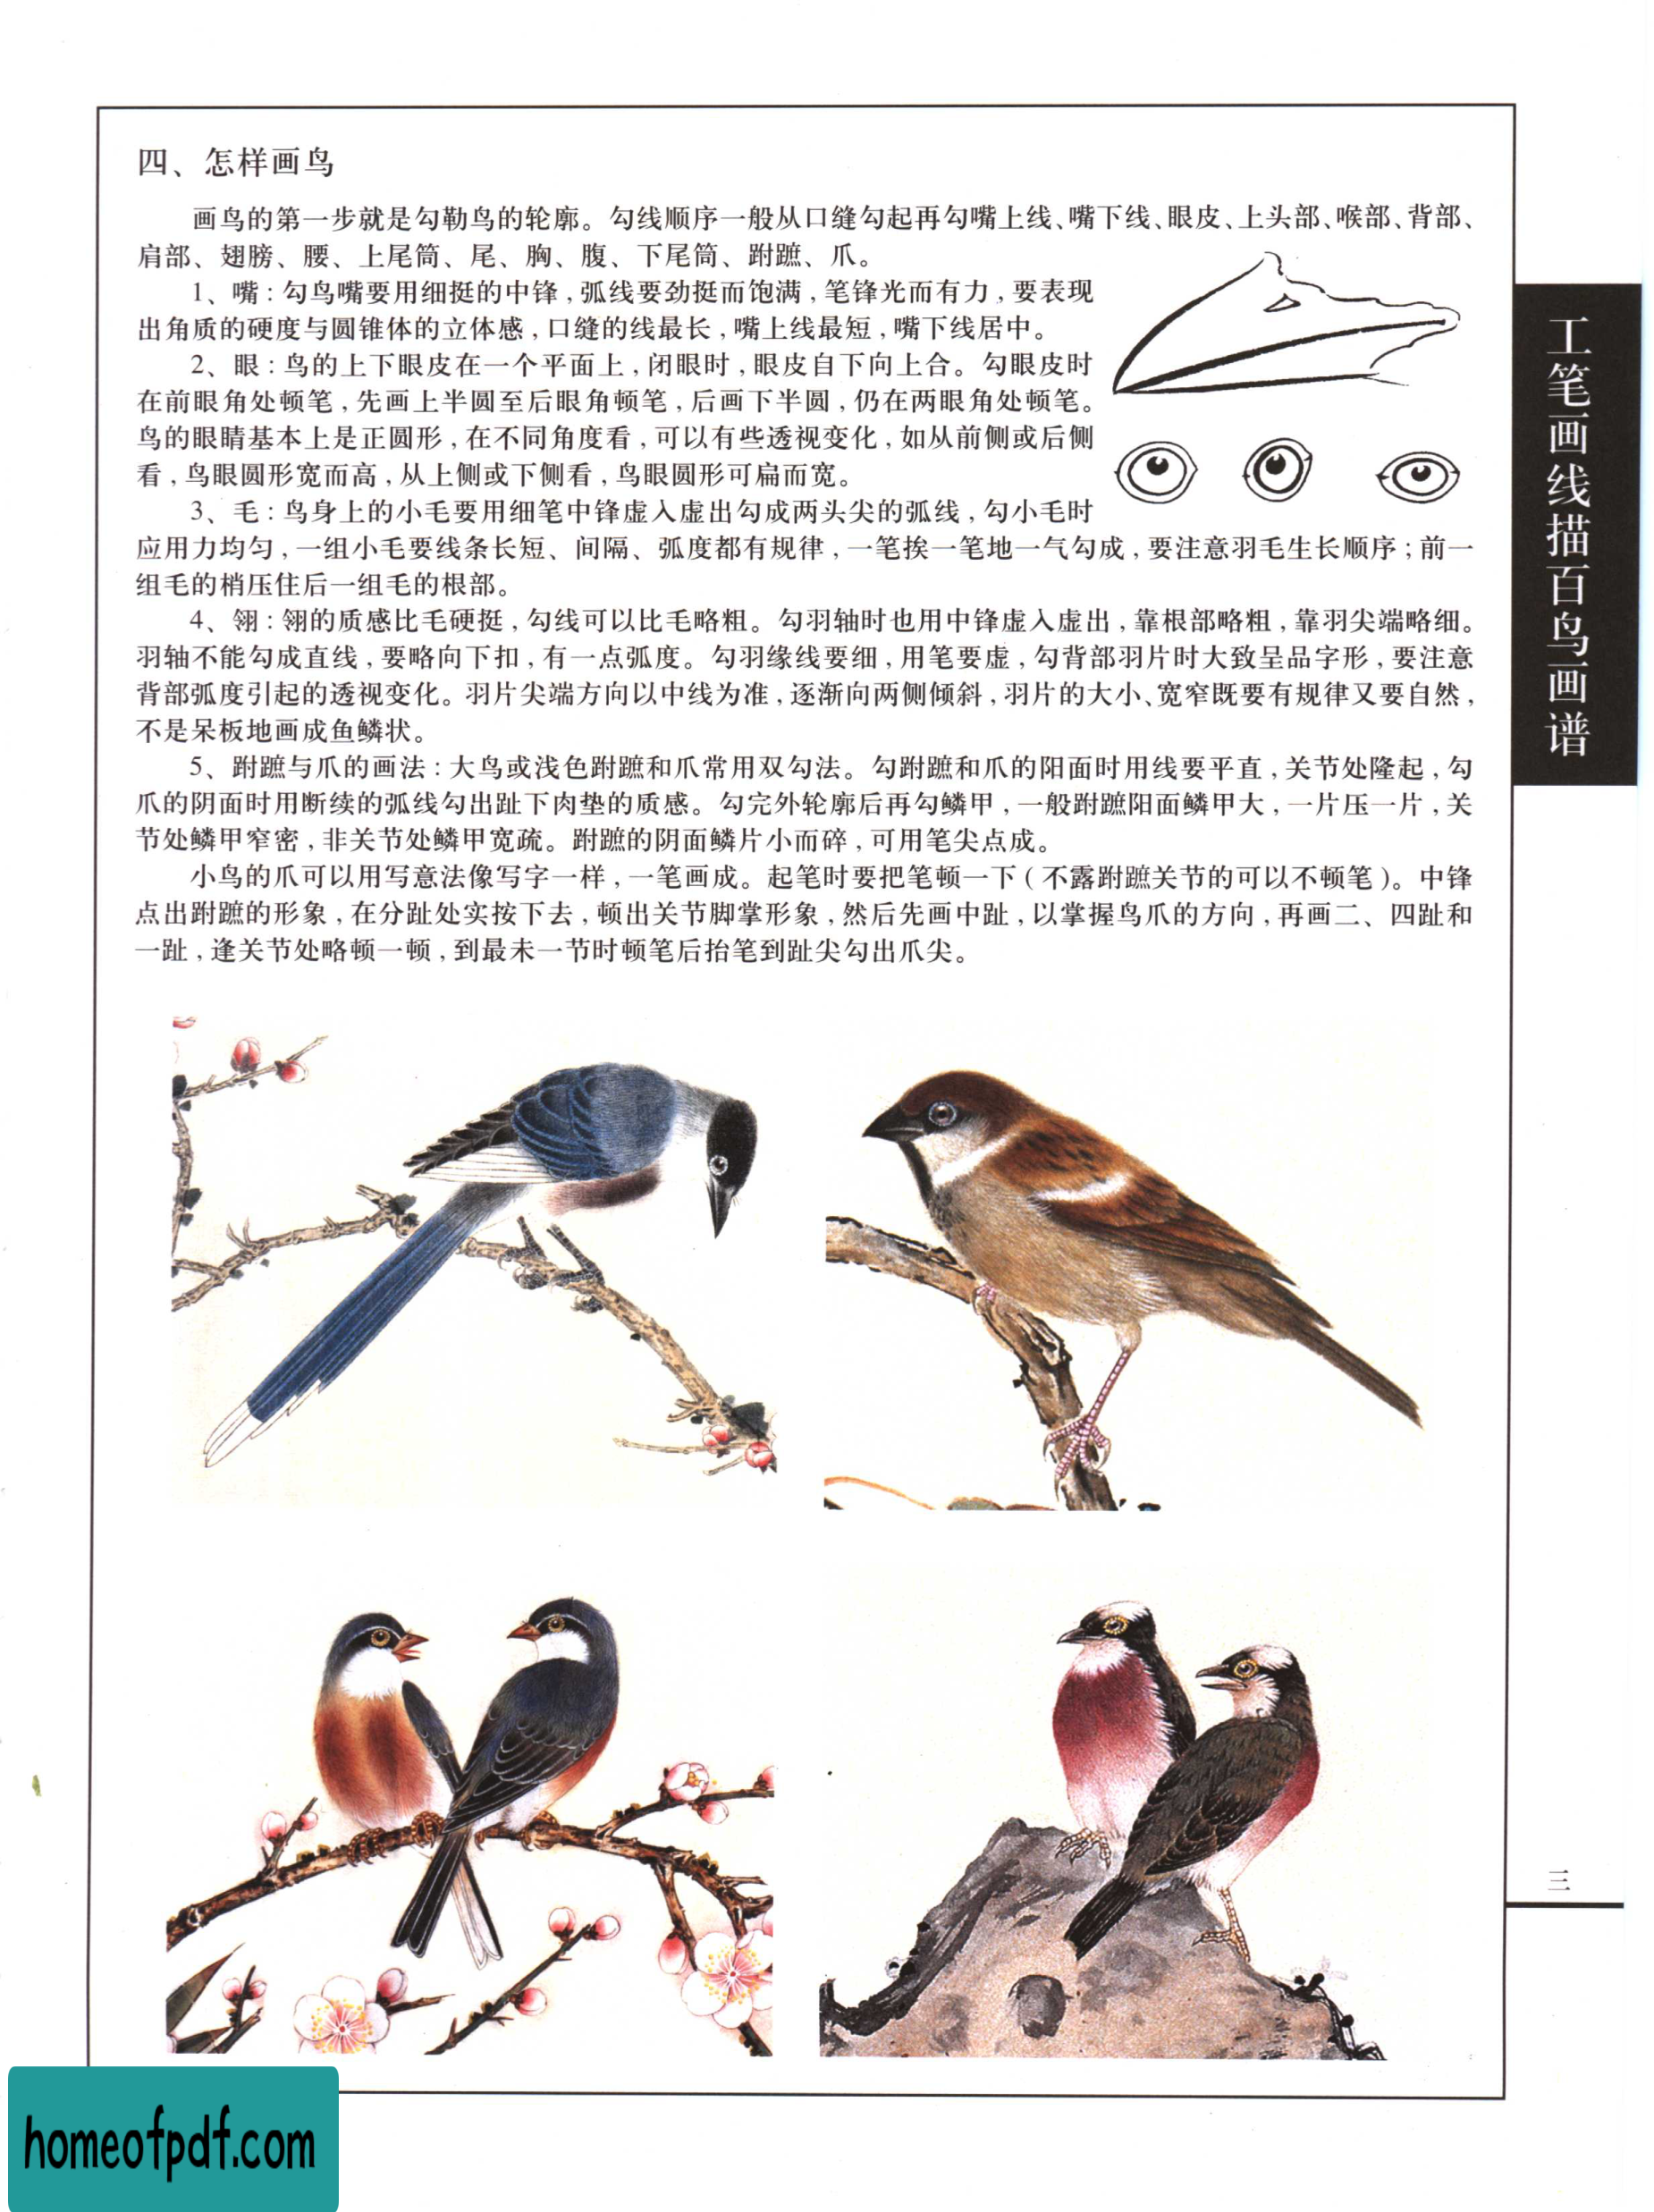 四、怎样画鸟
画鸟的第一步就是勾勒鸟的轮廓。勾线顺序一般从口缝勾起再勾嘴上线、嘴下线、眼皮、上头部、喉部、背部、
肩部、翅膀、腰、上尾筒、尾、胸、腹、下尾筒、跗蹠、爪。
1、嘴：勾鸟嘴要用细挺的中锋，弧线要劲挺而饱满，笔锋光而有力，要表现
出角质的硬度与圆锥体的立体感，口缝的线最长，嘴上线最短，嘴下线居中。
2、眼：鸟的上下眼皮在一个平面上，闭眼时，眼皮自下向上合。勾眼皮时
在前眼角处顿笔，先画上半圆至后眼角顿笔，后画下半圆，仍在两眼角处顿笔。
鸟的眼睛基本上是正圆形，在不同角度看，可以有些透视变化，如从前侧或后侧
看，鸟眼圆形宽而高，从上侧或下侧看，鸟眼圆形可扁而宽。
3、毛：鸟身上的小毛要用细笔中锋虚入虚出勾成两头尖的弧线，勾小毛时
应用力均匀，一组小毛要线条长短、间隔、弧度都有规律，一笔挨一笔地一气勾成，要注意羽毛生长顺序；前一
组毛的梢压住后一组毛的根部。
4、翎：翎的质感比毛硬挺，勾线可以比毛略粗。勾羽轴时也用中锋虚入虚出，靠根部略粗，靠羽尖端略细。
羽轴不能勾成直线，要略向下扣，有一点弧度。勾羽缘线要细，用笔要虚，勾背部羽片时大致呈品字形，要注意
背部弧度引起的透视变化。羽片尖端方向以中线为准，逐渐向两侧倾斜，羽片的大小、宽窄既要有规律又要自然，
不是呆板地画成鱼鳞状。
5、跗蹠与爪的画法：大鸟或浅色跗蹠和爪常用双勾法。勾跗蹠和爪的阳面时用线要平直，关节处隆起，勾
爪的阴面时用断续的弧线勾出趾下肉垫的质感。勾完外轮廓后再勾鳞甲，一般跗蹠阳面鳞甲大，一片压一片，关
节处鳞甲窄密，非关节处鳞甲宽疏。跗蹠的阴面鳞片小而碎，可用笔尖点成。
小鸟的爪可以用写意法像写字一样，一笔画成。起笔时要把笔顿一下(不露跗蹠关节的可以不顿笔)。中锋
点出跗蹠的形象，在分趾处实按下去，顿出关节脚掌形象，然后先画中趾，以掌握鸟爪的方向，再画二、四趾和
一趾，逢关节处略顿一顿，到最未一节时顿笔后抬笔到趾尖勾出爪尖。
工笔画线描百鸟画谱
三
homeofpdf.com